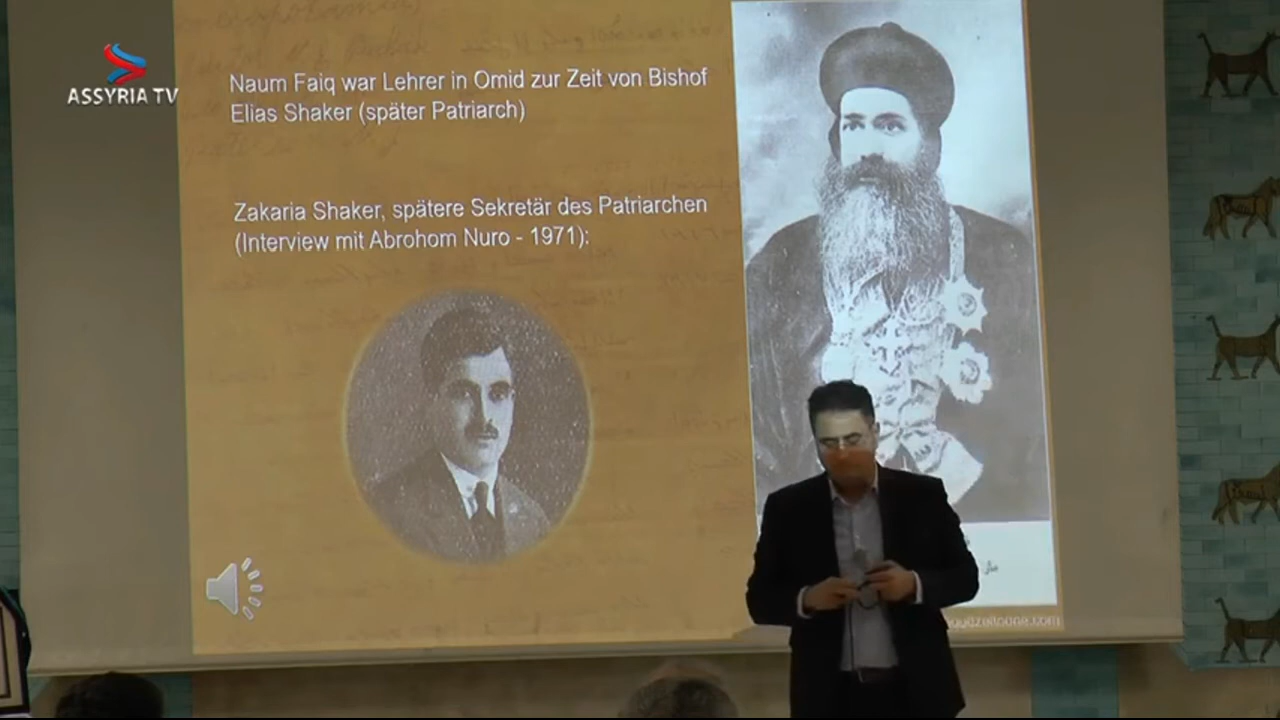 ASSYRIA TV
Naum Faiq war Lehrer in Omid zur Zeit von Bishof
Elias Shaker (später Patriarch)
Zakaria Shaker, spätere Sekretär des Patriarchen
(Interview mit Abrohom Nuro - 1971):